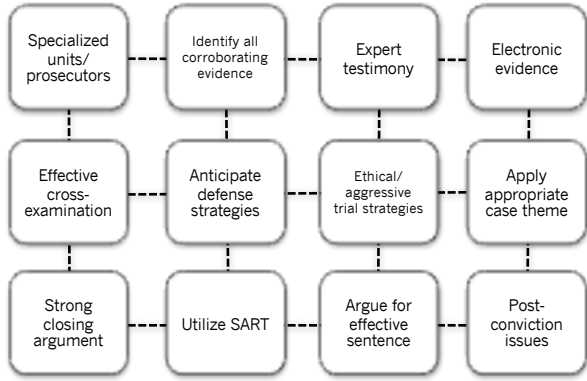 Specialized
units/
prosecutors
Identify all
corroborating
evidence
Expert
testimony
Electronic
evidence
Effective
cross-
examination
Anticipate
defense
strategies
Ethical/
aggressive
trial strategies
Apply
appropriate
case theme
Strong
closing
argument
Utilize SART
Argue for
effective
sentence
Post-
conviction
issues